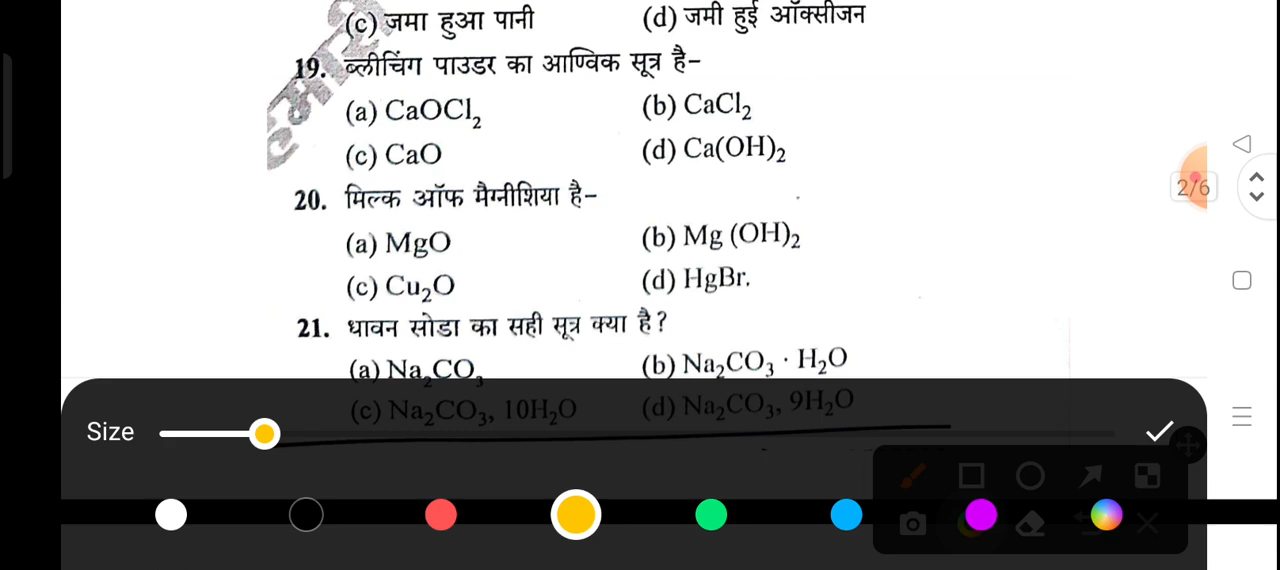 (c) जमा हुआ पानी (d) जमी हुई ऑक्सीजन
19. ब्लीचिंग पाउडर का आण्विक सूत्र है-
(a) CaOCl₂ (b) CaCl₂
(c) CaO (d) Ca(OH)₂
20. मिल्क ऑफ मैग्नीशिया है-
(a) MgO (b) Mg (OH)₂
(c) Cu₂O (d) HgBr.
21. धावन सोडा का सही सूत्र क्या है?
(a) Na₂CO₃ (b) Na₂CO₃ · H₂O
(c) Na₂CO₃, 10H₂O (d) Na₂CO₃, 9H₂O
2/6
Size